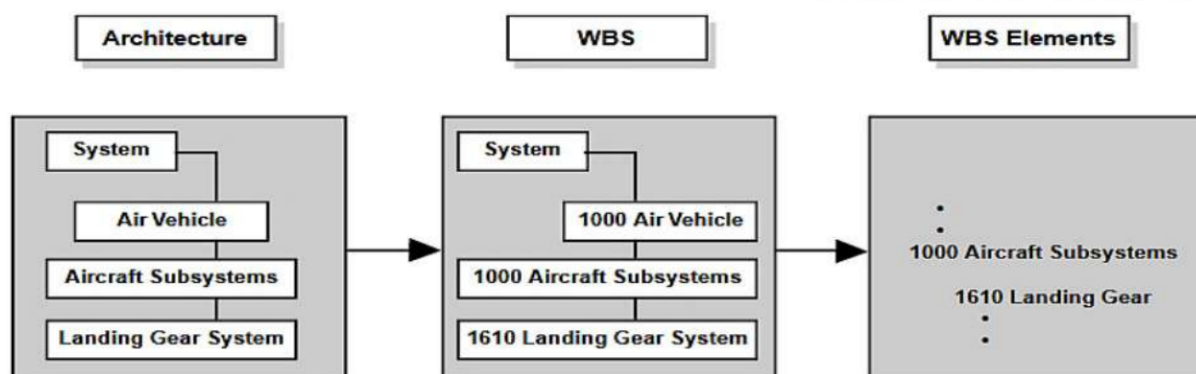 Architecture
WBS
WBS Elements
System
Air Vehicle
Aircraft Subsystems
Landing Gear System
System
1000 Air Vehicle
1000 Aircraft Subsystems
1610 Landing Gear System
1000 Aircraft Subsystems
1610 Landing Gear